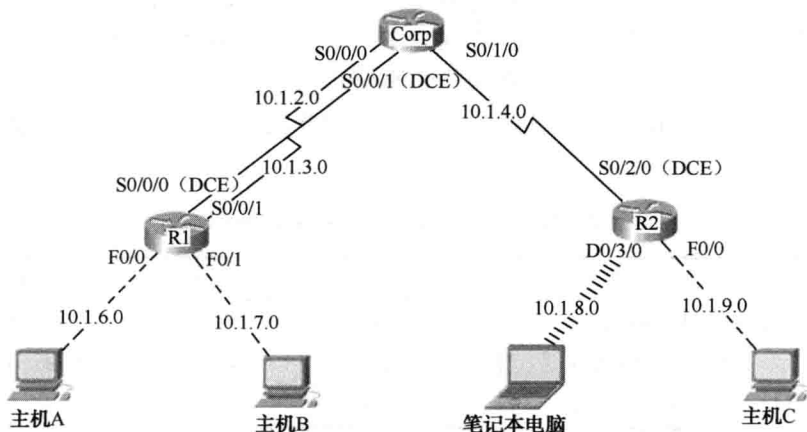 Corp
S0/0/0
S0/1/0
S0/0/1（DCE）
10.1.2.0
10.1.4.0
10.1.3.0
S0/0/0（DCE）
S0/2/0（DCE）
S0/0/1
R1
R2
F0/0
F0/1
D0/3/0
F0/0
10.1.6.0
10.1.7.0
10.1.8.0
10.1.9.0
主机A
主机B
笔记本电脑
主机C